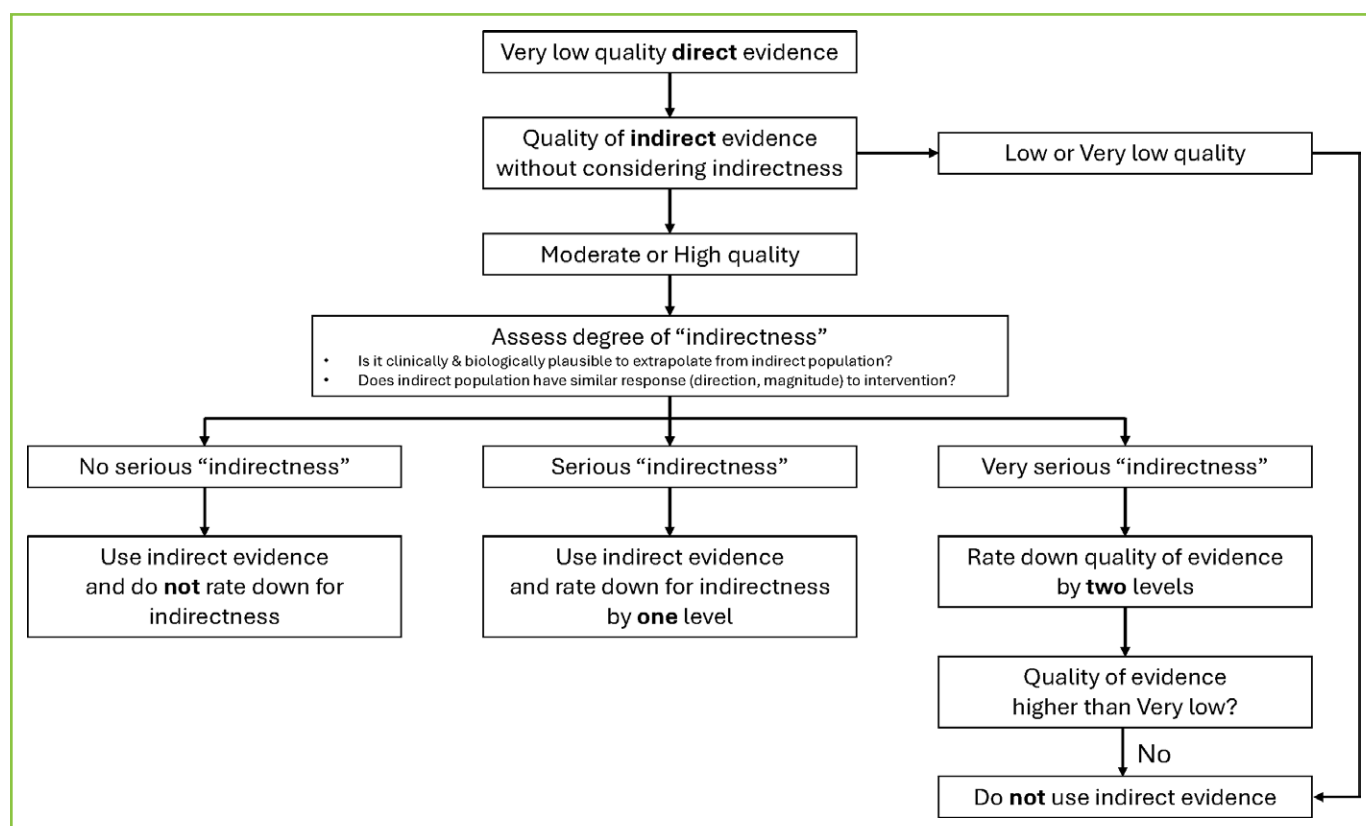 Very low quality direct evidence
Quality of indirect evidence
without considering indirectness
Low or Very low quality
Moderate or High quality
Assess degree of “indirectness”
• Is it clinically & biologically plausible to extrapolate from indirect population?
• Does indirect population have similar response (direction, magnitude) to intervention?
No serious “indirectness”
Serious “indirectness”
Very serious “indirectness”
Use indirect evidence
and do not rate down for
indirectness
Use indirect evidence
and rate down for indirectness
by one level
Rate down quality of evidence
by two levels
Quality of evidence
higher than Very low?
No
Do not use indirect evidence